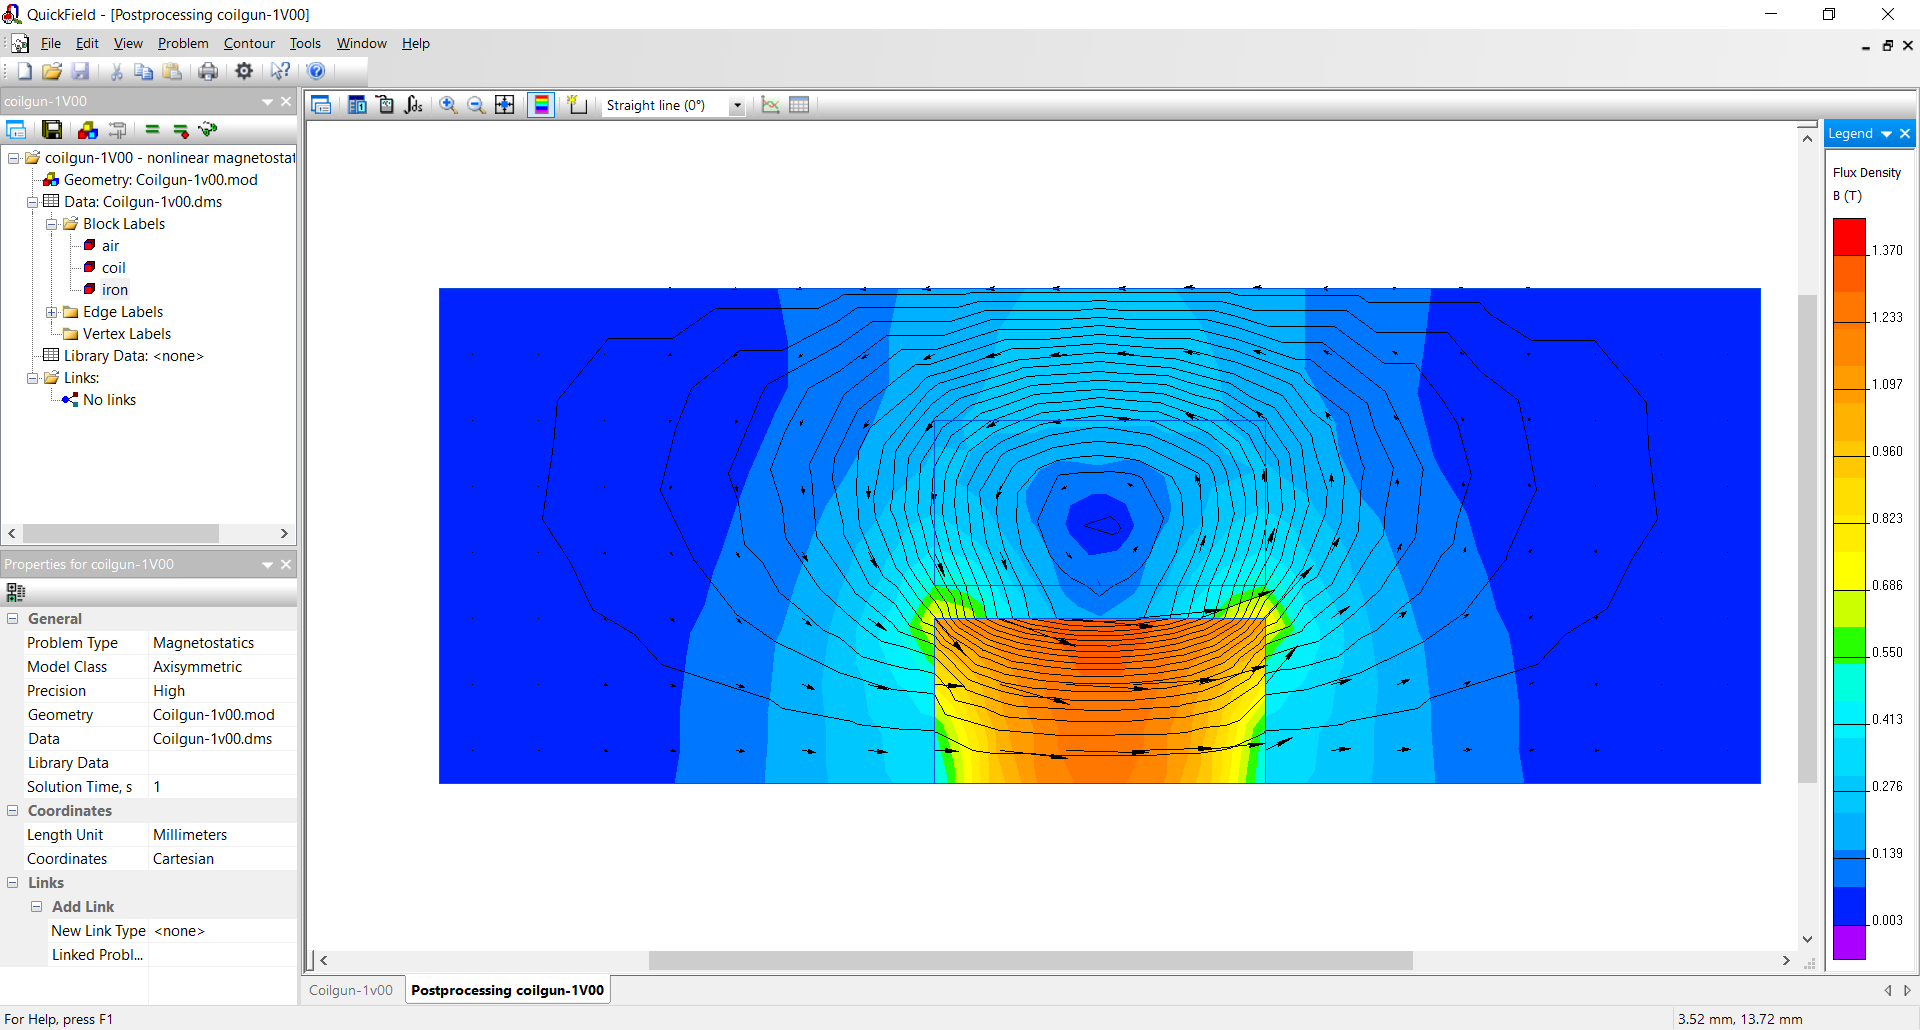 QuickField - [Postprocessing coilgun-1V00]
File Edit View Problem Contour Tools Window Help
coilgun-1V00
coilgun-1V00 - nonlinear magnetostat
Geometry: Coilgun-1v00.mod
Data: Coilgun-1v00.dms
Block Labels
air
coil
iron
Edge Labels
Vertex Labels
Library Data: <none>
Links:
No links
Properties for coilgun-1V00
General
Problem Type Magnetostatics
Model Class Axisymmetric
Precision High
Geometry Coilgun-1v00.mod
Data Coilgun-1v00.dms
Library Data
Solution Time, s 1
Coordinates
Length Unit Millimeters
Coordinates Cartesian
Links
Add Link
New Link Type <none>
Linked Probl...
Straight line (0°)
Legend
Flux Density
B (T)
1.370
1.233
1.097
0.960
0.823
0.686
0.550
0.413
0.276
0.139
0.003
Coilgun-1v00 Postprocessing coilgun-1V00
For Help, press F1
3.52 mm, 13.72 mm